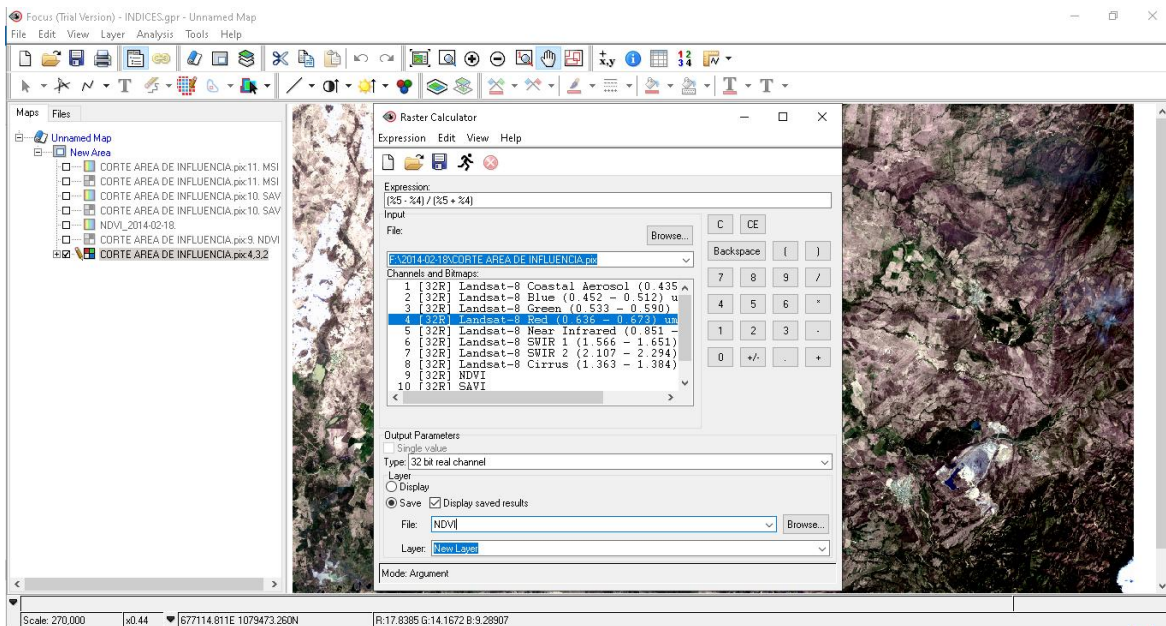 Focus (Trial Version) - INDICES.gpr - Unnamed Map
File Edit View Layer Analysis Tools Help
Maps Files
Unnamed Map
New Area
CORTE AREA DE INFLUENCIA.pix:11. MSI
CORTE AREA DE INFLUENCIA.pix:11. MSI
CORTE AREA DE INFLUENCIA.pix:10. SAV
CORTE AREA DE INFLUENCIA.pix:10. SAV
NDVI_2014-02-18.
CORTE AREA DE INFLUENCIA.pix:9. NDVI
CORTE AREA DE INFLUENCIA.pix:4,3,2
Raster Calculator
Expression Edit View Help
Expression:
(%5 - %4) / (%5 + %4)
Input
File:
Browse...
F:\2014-02-18\CORTE AREA DE INFLUENCIA.pix
Channels and Bitmaps:
1 [32R] Landsat-8 Coastal Aerosol (0.435
2 [32R] Landsat-8 Blue (0.452 - 0.512) u
3 [32R] Landsat-8 Green (0.533 - 0.590)
4 [32R] Landsat-8 Red (0.636 - 0.673) um
5 [32R] Landsat-8 Near Infrared (0.851 -
6 [32R] Landsat-8 SWIR 1 (1.566 - 1.651)
7 [32R] Landsat-8 SWIR 2 (2.107 - 2.294)
8 [32R] Landsat-8 Cirrus (1.363 - 1.384)
9 [32R] NDVI
10 [32R] SAVI
C CE
Backspace ( )
7 8 9 /
4 5 6 *
1 2 3 -
0 +/- . +
Output Parameters
Single value
Type: 32 bit real channel
Layer
Display
Save Display saved results
File: NDVI Browse...
Layer: New Layer
Mode: Argument
Scale: 270,000 x0.44 677114.811E 1079473.260N R:17.8385 G:14.1672 B:9.28907